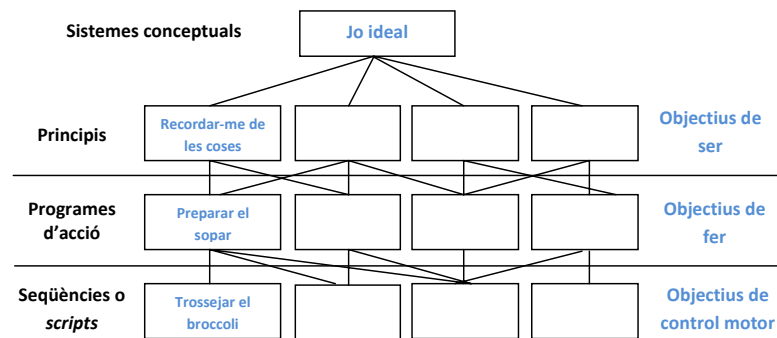 Sistemes conceptuals
Jo ideal
Principis
Recordar-me de
les coses
Objectius de
ser
Programes
d'acció
Preparar el
sopar
Objectius de
fer
Seqüències o
scripts
Trossejar el
broccoli
Objectius de
control motor